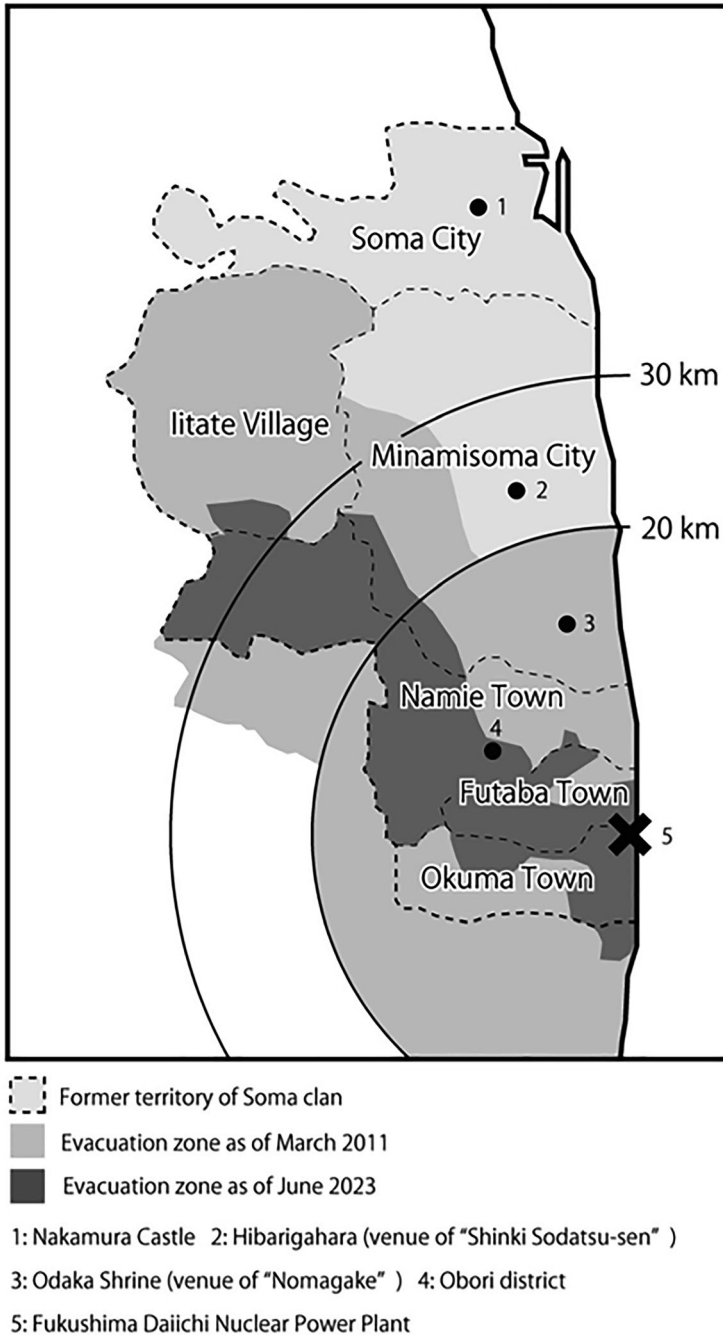 1
Soma City
30 km
Iitate Village
Minamisoma City
2
20 km
3
Namie Town
4
Futaba Town
5
Okuma Town
Former territory of Soma clan
Evacuation zone as of March 2011
Evacuation zone as of June 2023
1: Nakamura Castle 2: Hibarigahara (venue of “Shinki Sodatsu-sen” )
3: Odaka Shrine (venue of “Nomagake” ) 4: Obori district
5: Fukushima Daiichi Nuclear Power Plant